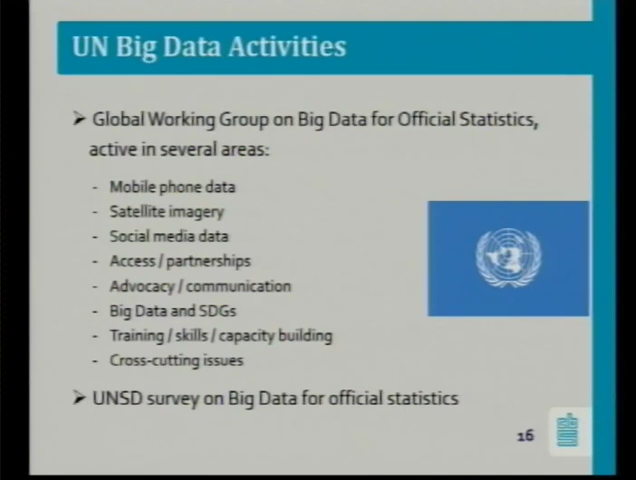 UN Big Data Activities
➤ Global Working Group on Big Data for Official Statistics,
active in several areas:
- Mobile phone data
- Satellite imagery
- Social media data
- Access / partnerships
- Advocacy / communication
- Big Data and SDGs
- Training / skills / capacity building
- Cross-cutting issues
➤ UNSD survey on Big Data for official statistics
16